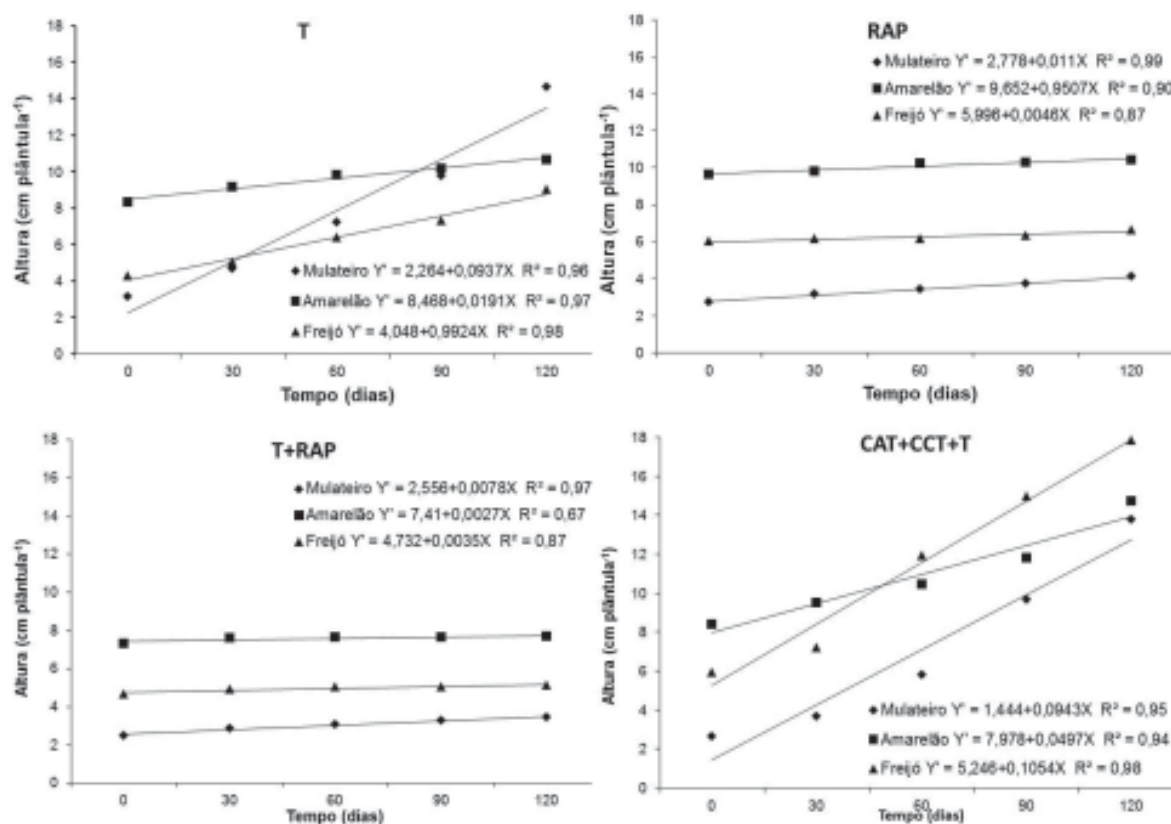 T
Altura (cm plântula⁻¹)
18
16
14
12
10
8
6
4
2
0
Mulateiro Y' = 2,264+0,0937X R² = 0,96
Amarelão Y' = 8,468+0,0191X R² = 0,97
Freijó Y' = 4,048+0,9924X R² = 0,98
0 30 60 90 120
Tempo (dias)
RAP
Altura (cm plântula⁻¹)
18
16
14
12
10
8
6
4
2
0
Mulateiro Y' = 2,778+0,011X R² = 0,99
Amarelão Y' = 9,652+0,9507X R² = 0,90
Freijó Y' = 5,996+0,0046X R² = 0,87
0 30 60 90 120
Tempo (dias)
T+RAP
Altura (cm plântula⁻¹)
18
16
14
12
10
8
6
4
2
0
Mulateiro Y' = 2,556+0,0078X R² = 0,97
Amarelão Y' = 7,41+0,0027X R² = 0,67
Freijó Y' = 4,732+0,0035X R² = 0,87
0 30 60 90 120
Tempo (dias)
CAT+CCT+T
Altura (cm plântula⁻¹)
18
16
14
12
10
8
6
4
2
0
Mulateiro Y' = 1,444+0,0943X R² = 0,95
Amarelão Y' = 7,978+0,0497X R² = 0,94
Freijó Y' = 5,246+0,1054X R² = 0,98
0 30 60 90 120
Tempo (dias)